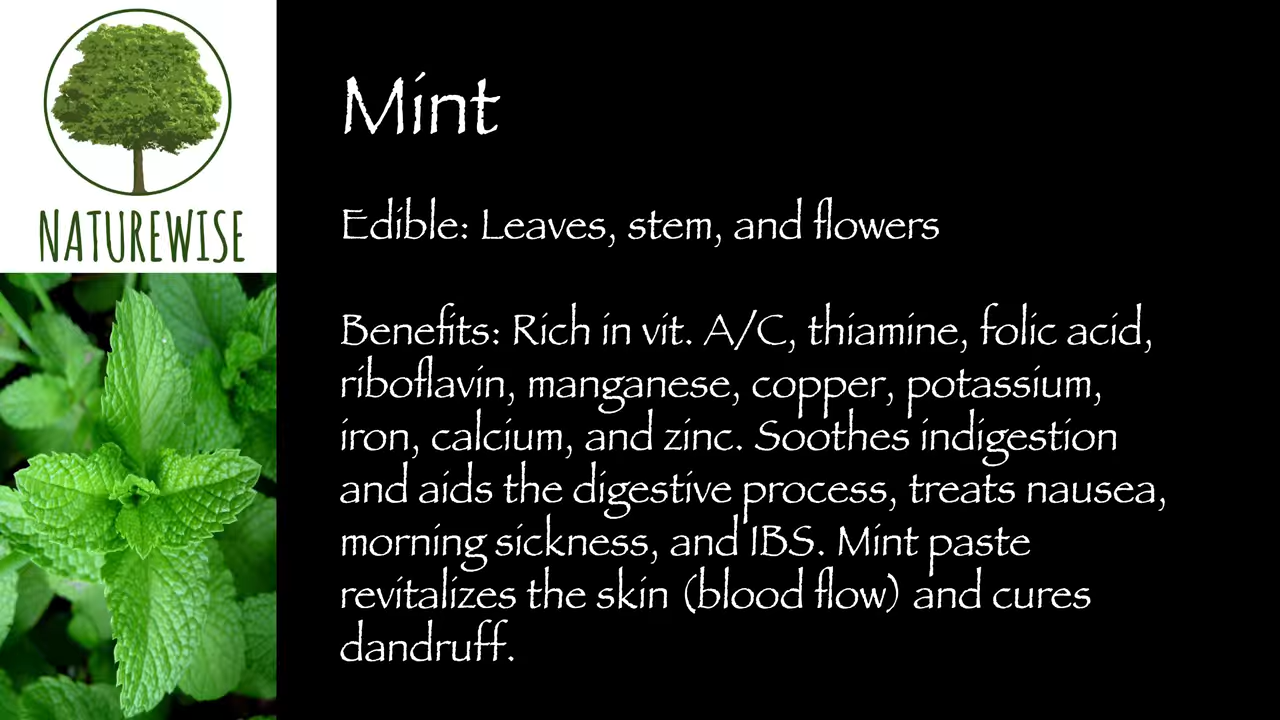 NATUREWISE
Mint
Edible: Leaves, stem, and flowers
Benefits: Rich in vit. A/C, thiamine, folic acid,
riboflavin, manganese, copper, potassium,
iron, calcium, and zinc. Soothes indigestion
and aids the digestive process, treats nausea,
morning sickness, and IBS. Mint paste
revitalizes the skin (blood flow) and cures
dandruff.